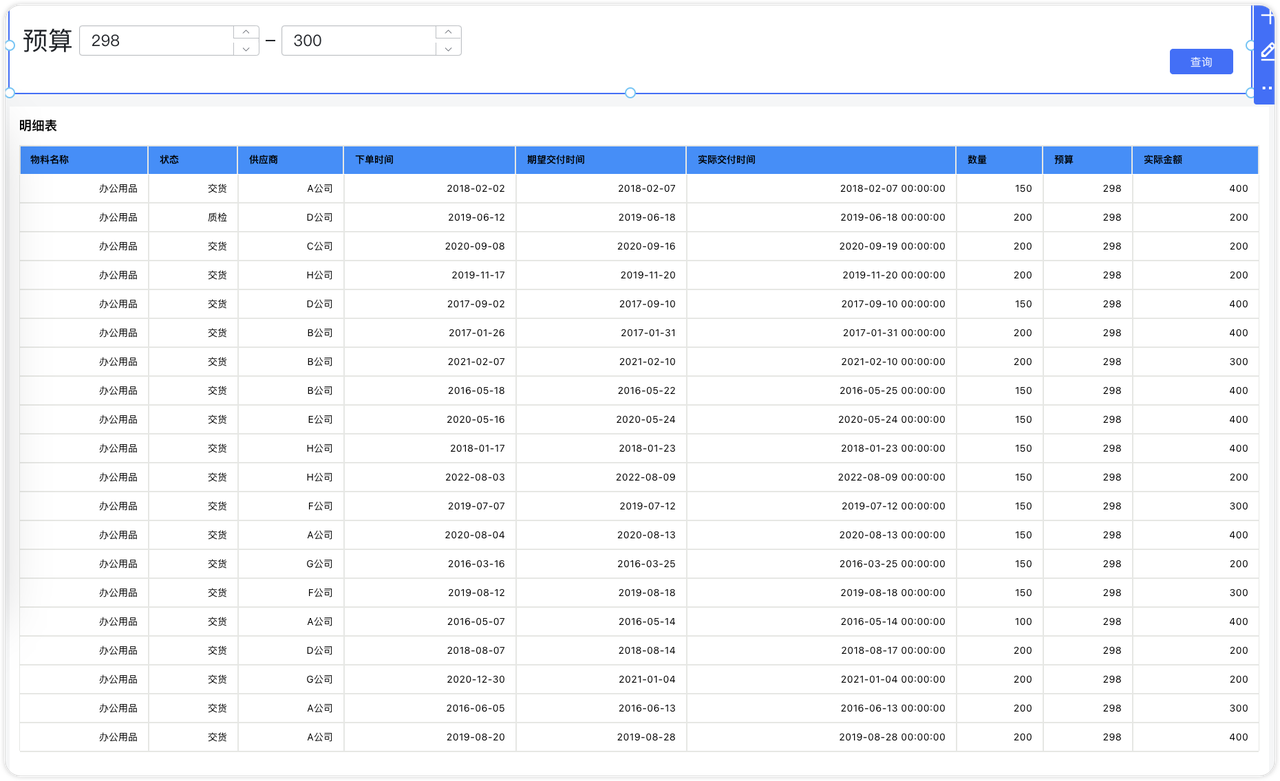 预算 298 – 300
查询
明细表
物料名称 状态 供应商 下单时间 期望交付时间 实际交付时间 数量 预算 实际金额
办公用品 交货 A公司 2018-02-02 2018-02-07 2018-02-07 00:00:00 150 298 400
办公用品 质检 D公司 2019-06-12 2019-06-18 2019-06-18 00:00:00 200 298 200
办公用品 交货 C公司 2020-09-08 2020-09-16 2020-09-19 00:00:00 200 298 200
办公用品 交货 H公司 2019-11-17 2019-11-20 2019-11-20 00:00:00 200 298 200
办公用品 交货 D公司 2017-09-02 2017-09-10 2017-09-10 00:00:00 150 298 400
办公用品 交货 B公司 2017-01-26 2017-01-31 2017-01-31 00:00:00 200 298 400
办公用品 交货 B公司 2021-02-07 2021-02-10 2021-02-10 00:00:00 200 298 300
办公用品 交货 B公司 2016-05-18 2016-05-22 2016-05-25 00:00:00 150 298 400
办公用品 交货 E公司 2020-05-16 2020-05-24 2020-05-24 00:00:00 150 298 400
办公用品 交货 H公司 2018-01-17 2018-01-23 2018-01-23 00:00:00 150 298 400
办公用品 交货 H公司 2022-08-03 2022-08-09 2022-08-09 00:00:00 150 298 200
办公用品 交货 F公司 2019-07-07 2019-07-12 2019-07-12 00:00:00 150 298 300
办公用品 交货 A公司 2020-08-04 2020-08-13 2020-08-13 00:00:00 150 298 400
办公用品 交货 G公司 2016-03-16 2016-03-25 2016-03-25 00:00:00 150 298 200
办公用品 交货 F公司 2019-08-12 2019-08-18 2019-08-18 00:00:00 150 298 300
办公用品 交货 A公司 2016-05-07 2016-05-14 2016-05-14 00:00:00 100 298 400
办公用品 交货 D公司 2018-08-07 2018-08-14 2018-08-17 00:00:00 200 298 200
办公用品 交货 G公司 2020-12-30 2021-01-04 2021-01-04 00:00:00 200 298 200
办公用品 交货 A公司 2016-06-05 2016-06-13 2016-06-13 00:00:00 200 298 300
办公用品 交货 A公司 2019-08-20 2019-08-28 2019-08-28 00:00:00 200 298 400